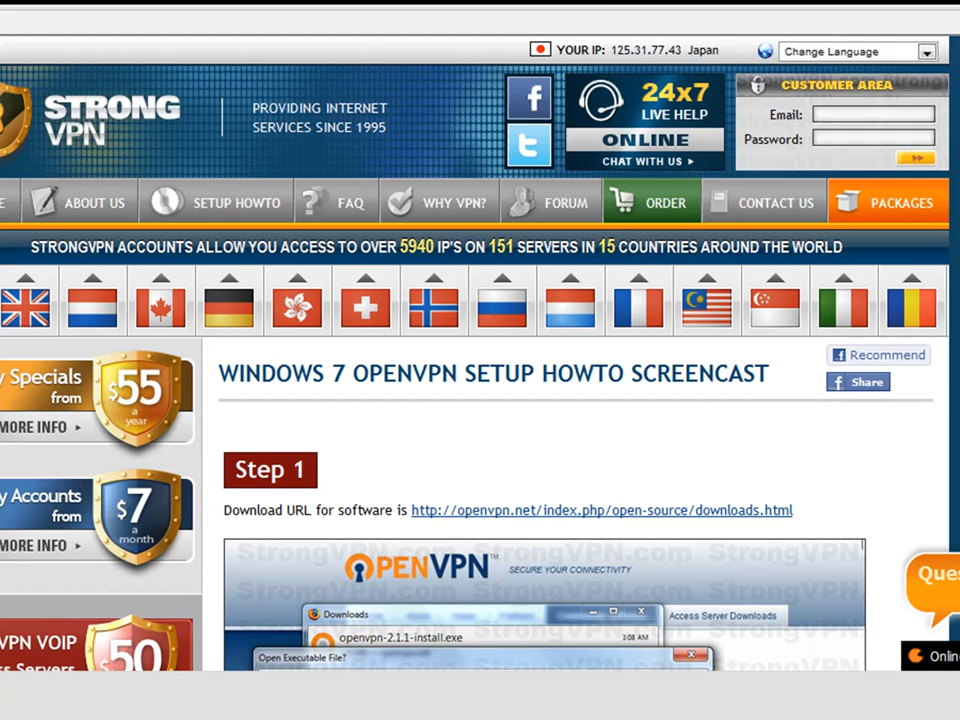 YOUR IP: 125.31.77.43 Japan
Change Language
STRONG
VPN
PROVIDING INTERNET
SERVICES SINCE 1995
f
t
24x7
LIVE HELP
ONLINE
CHAT WITH US ►
CUSTOMER AREA
Email:
Password:
E
ABOUT US
SETUP HOWTO
FAQ
WHY VPN?
FORUM
ORDER
CONTACT US
PACKAGES
STRONGVPN ACCOUNTS ALLOW YOU ACCESS TO OVER 5940 IP'S ON 151 SERVERS IN 15 COUNTRIES AROUND THE WORLD
y Specials
from
$55
a
year
MORE INFO ▸
y Accounts
from
$7
a
month
MORE INFO ▸
VPN VOIP
ss Servers
$50
WINDOWS 7 OPENVPN SETUP HOWTO SCREENCAST
Recommend
Share
Step 1
Download URL for software is http://openvpn.net/index.php/open-source/downloads.html
StrongVPN.com StrongVPN.com StrongVPN
OPENVPN™
SECURE YOUR CONNECTIVITY
Downloads
Access Server Downloads
openvpn-2.1.1-install.exe
3:08 AM
Open Executable File?
Ques
Onlin